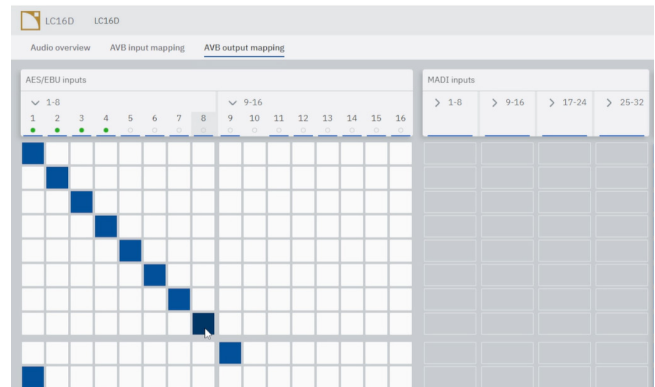 LC16D LC16D
Audio overview AVB input mapping AVB output mapping
AES/EBU inputs MADI inputs
1-8 9-16 1-8 9-16 17-24 25-32
1 2 3 4 5 6 7 8 9 10 11 12 13 14 15 16